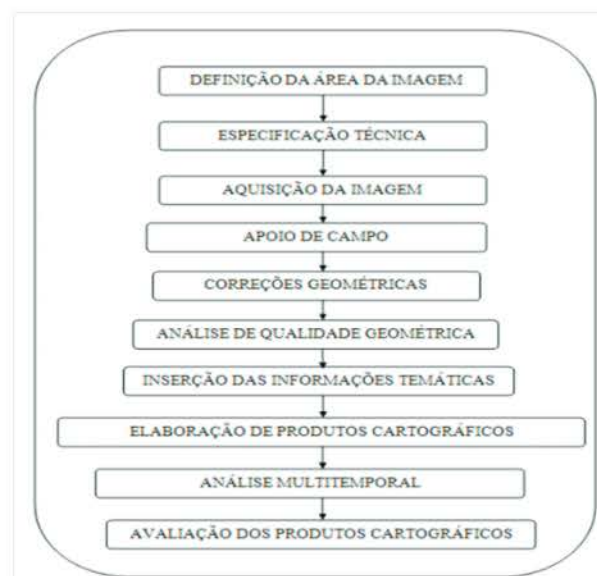 DEFINIÇÃO DA ÁREA DA IMAGEM
ESPECIFICAÇÃO TÉCNICA
AQUISIÇÃO DA IMAGEM
APOIO DE CAMPO
CORREÇÕES GEOMÉTRICAS
ANÁLISE DE QUALIDADE GEOMÉTRICA
INSERÇÃO DAS INFORMAÇÕES TEMÁTICAS
ELABORAÇÃO DE PRODUTOS CARTOGRÁFICOS
ANÁLISE MULTITEMPORAL
AVALIAÇÃO DOS PRODUTOS CARTOGRÁFICOS